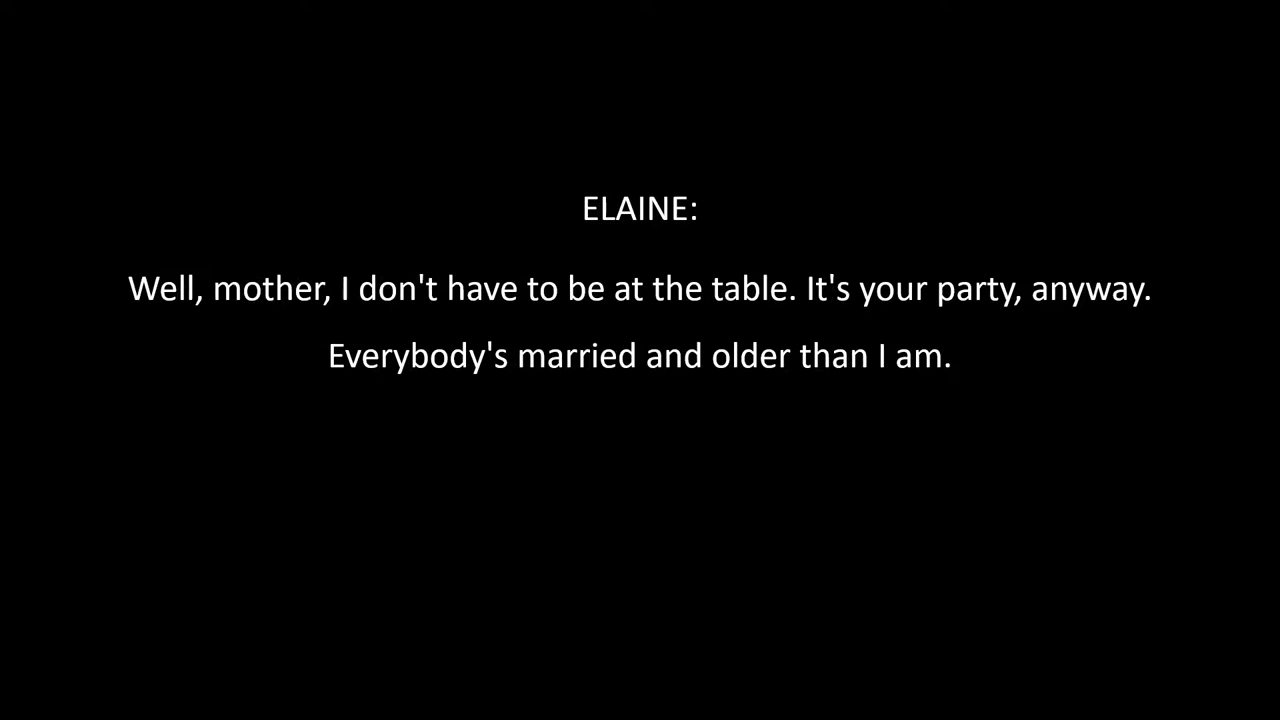 ELAINE:
Well, mother, I don't have to be at the table. It's your party, anyway.
Everybody's married and older than I am.